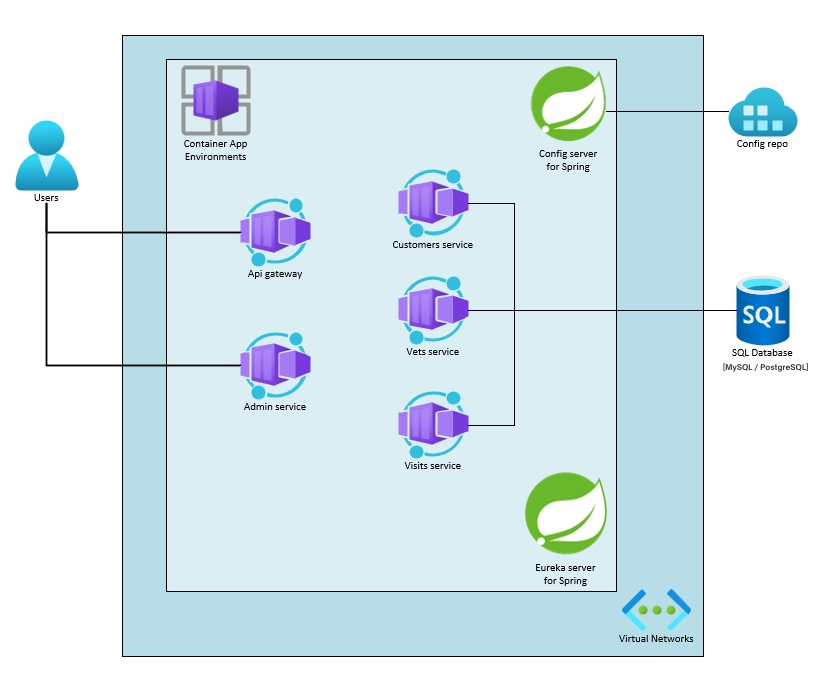 Container App
Environments
Config server
for Spring
Config repo
Users
Customers service
Api gateway
SQL
Vets service
SQL Database
[MySQL / PostgreSQL]
Admin service
Visits service
Eureka server
for Spring
Virtual Networks